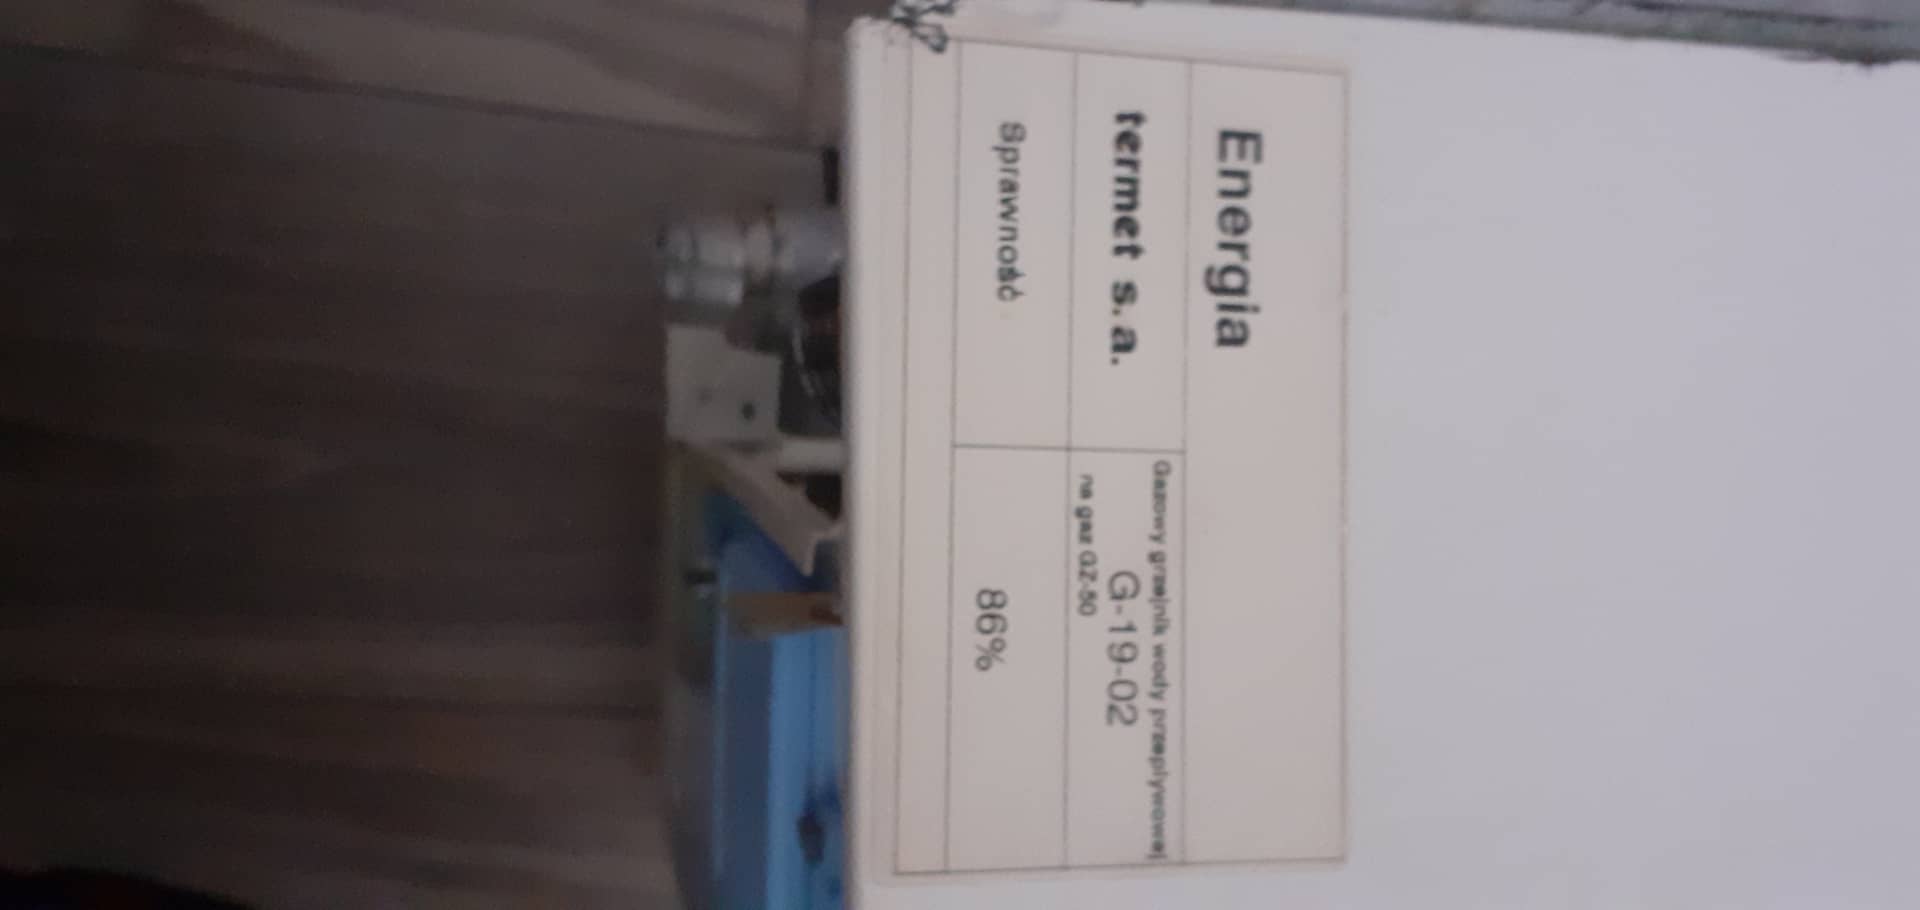 Energia
termet s.a.
Gazowy grzejnik wody przepływowej
G-19-02
na gaz GZ-50
Sprawność
86%